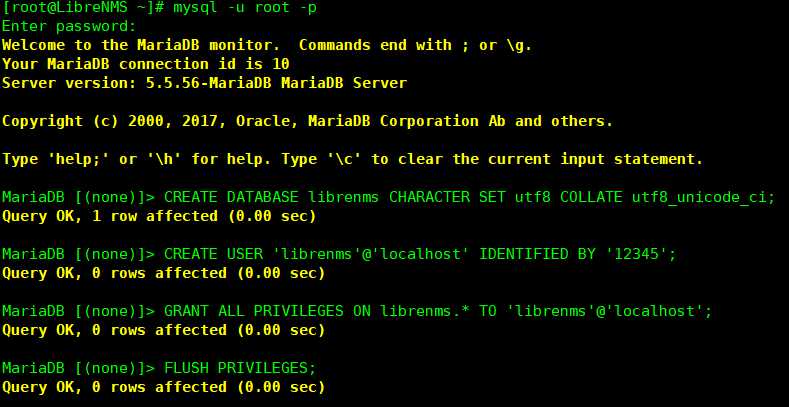 [root@LibreNMS ~]# mysql -u root -p
Enter password:
Welcome to the MariaDB monitor.  Commands end with ; or \g.
Your MariaDB connection id is 10
Server version: 5.5.56-MariaDB MariaDB Server
Copyright (c) 2000, 2017, Oracle, MariaDB Corporation Ab and others.
Type 'help;' or '\h' for help. Type '\c' to clear the current input statement.
MariaDB [(none)]> CREATE DATABASE librenms CHARACTER SET utf8 COLLATE utf8_unicode_ci;
Query OK, 1 row affected (0.00 sec)
MariaDB [(none)]> CREATE USER 'librenms'@'localhost' IDENTIFIED BY '12345';
Query OK, 0 rows affected (0.00 sec)
MariaDB [(none)]> GRANT ALL PRIVILEGES ON librenms.* TO 'librenms'@'localhost';
Query OK, 0 rows affected (0.00 sec)
MariaDB [(none)]> FLUSH PRIVILEGES;
Query OK, 0 rows affected (0.00 sec)